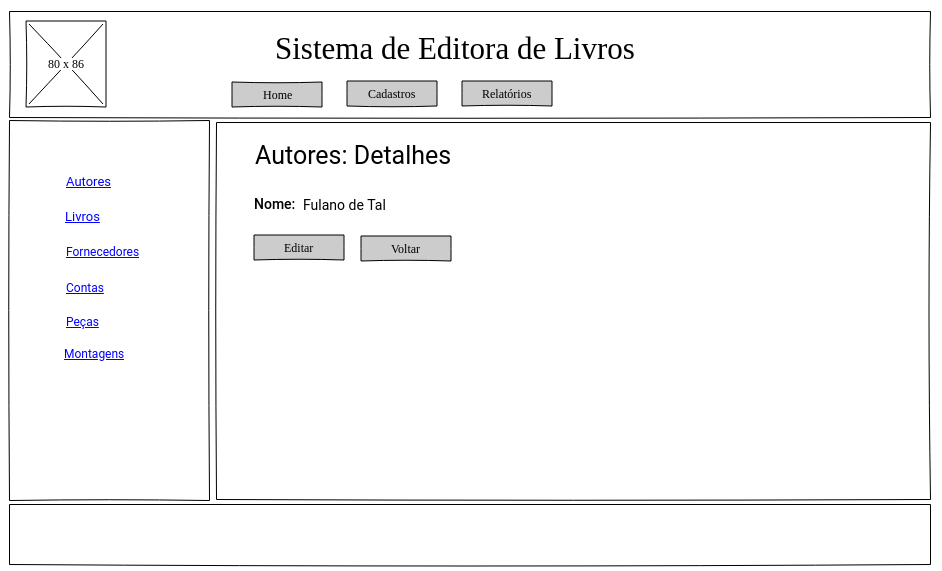 80 x 86
Sistema de Editora de Livros
Home
Cadastros
Relatórios
Autores
Livros
Fornecedores
Contas
Peças
Montagens
Autores: Detalhes
Nome: Fulano de Tal
Editar
Voltar